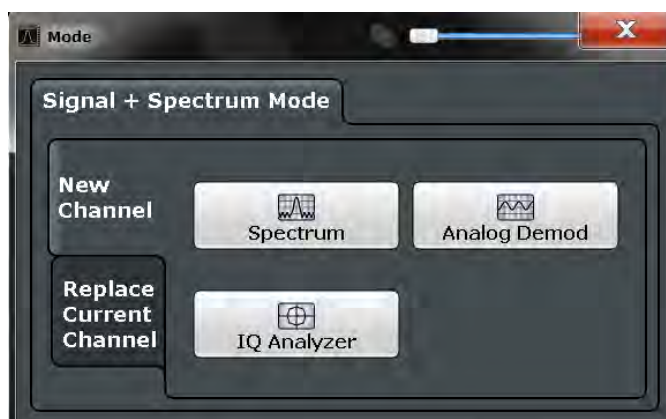 Mode
X
Signal + Spectrum Mode
New
Channel
Spectrum
Analog Demod
Replace
Current
Channel
IQ Analyzer